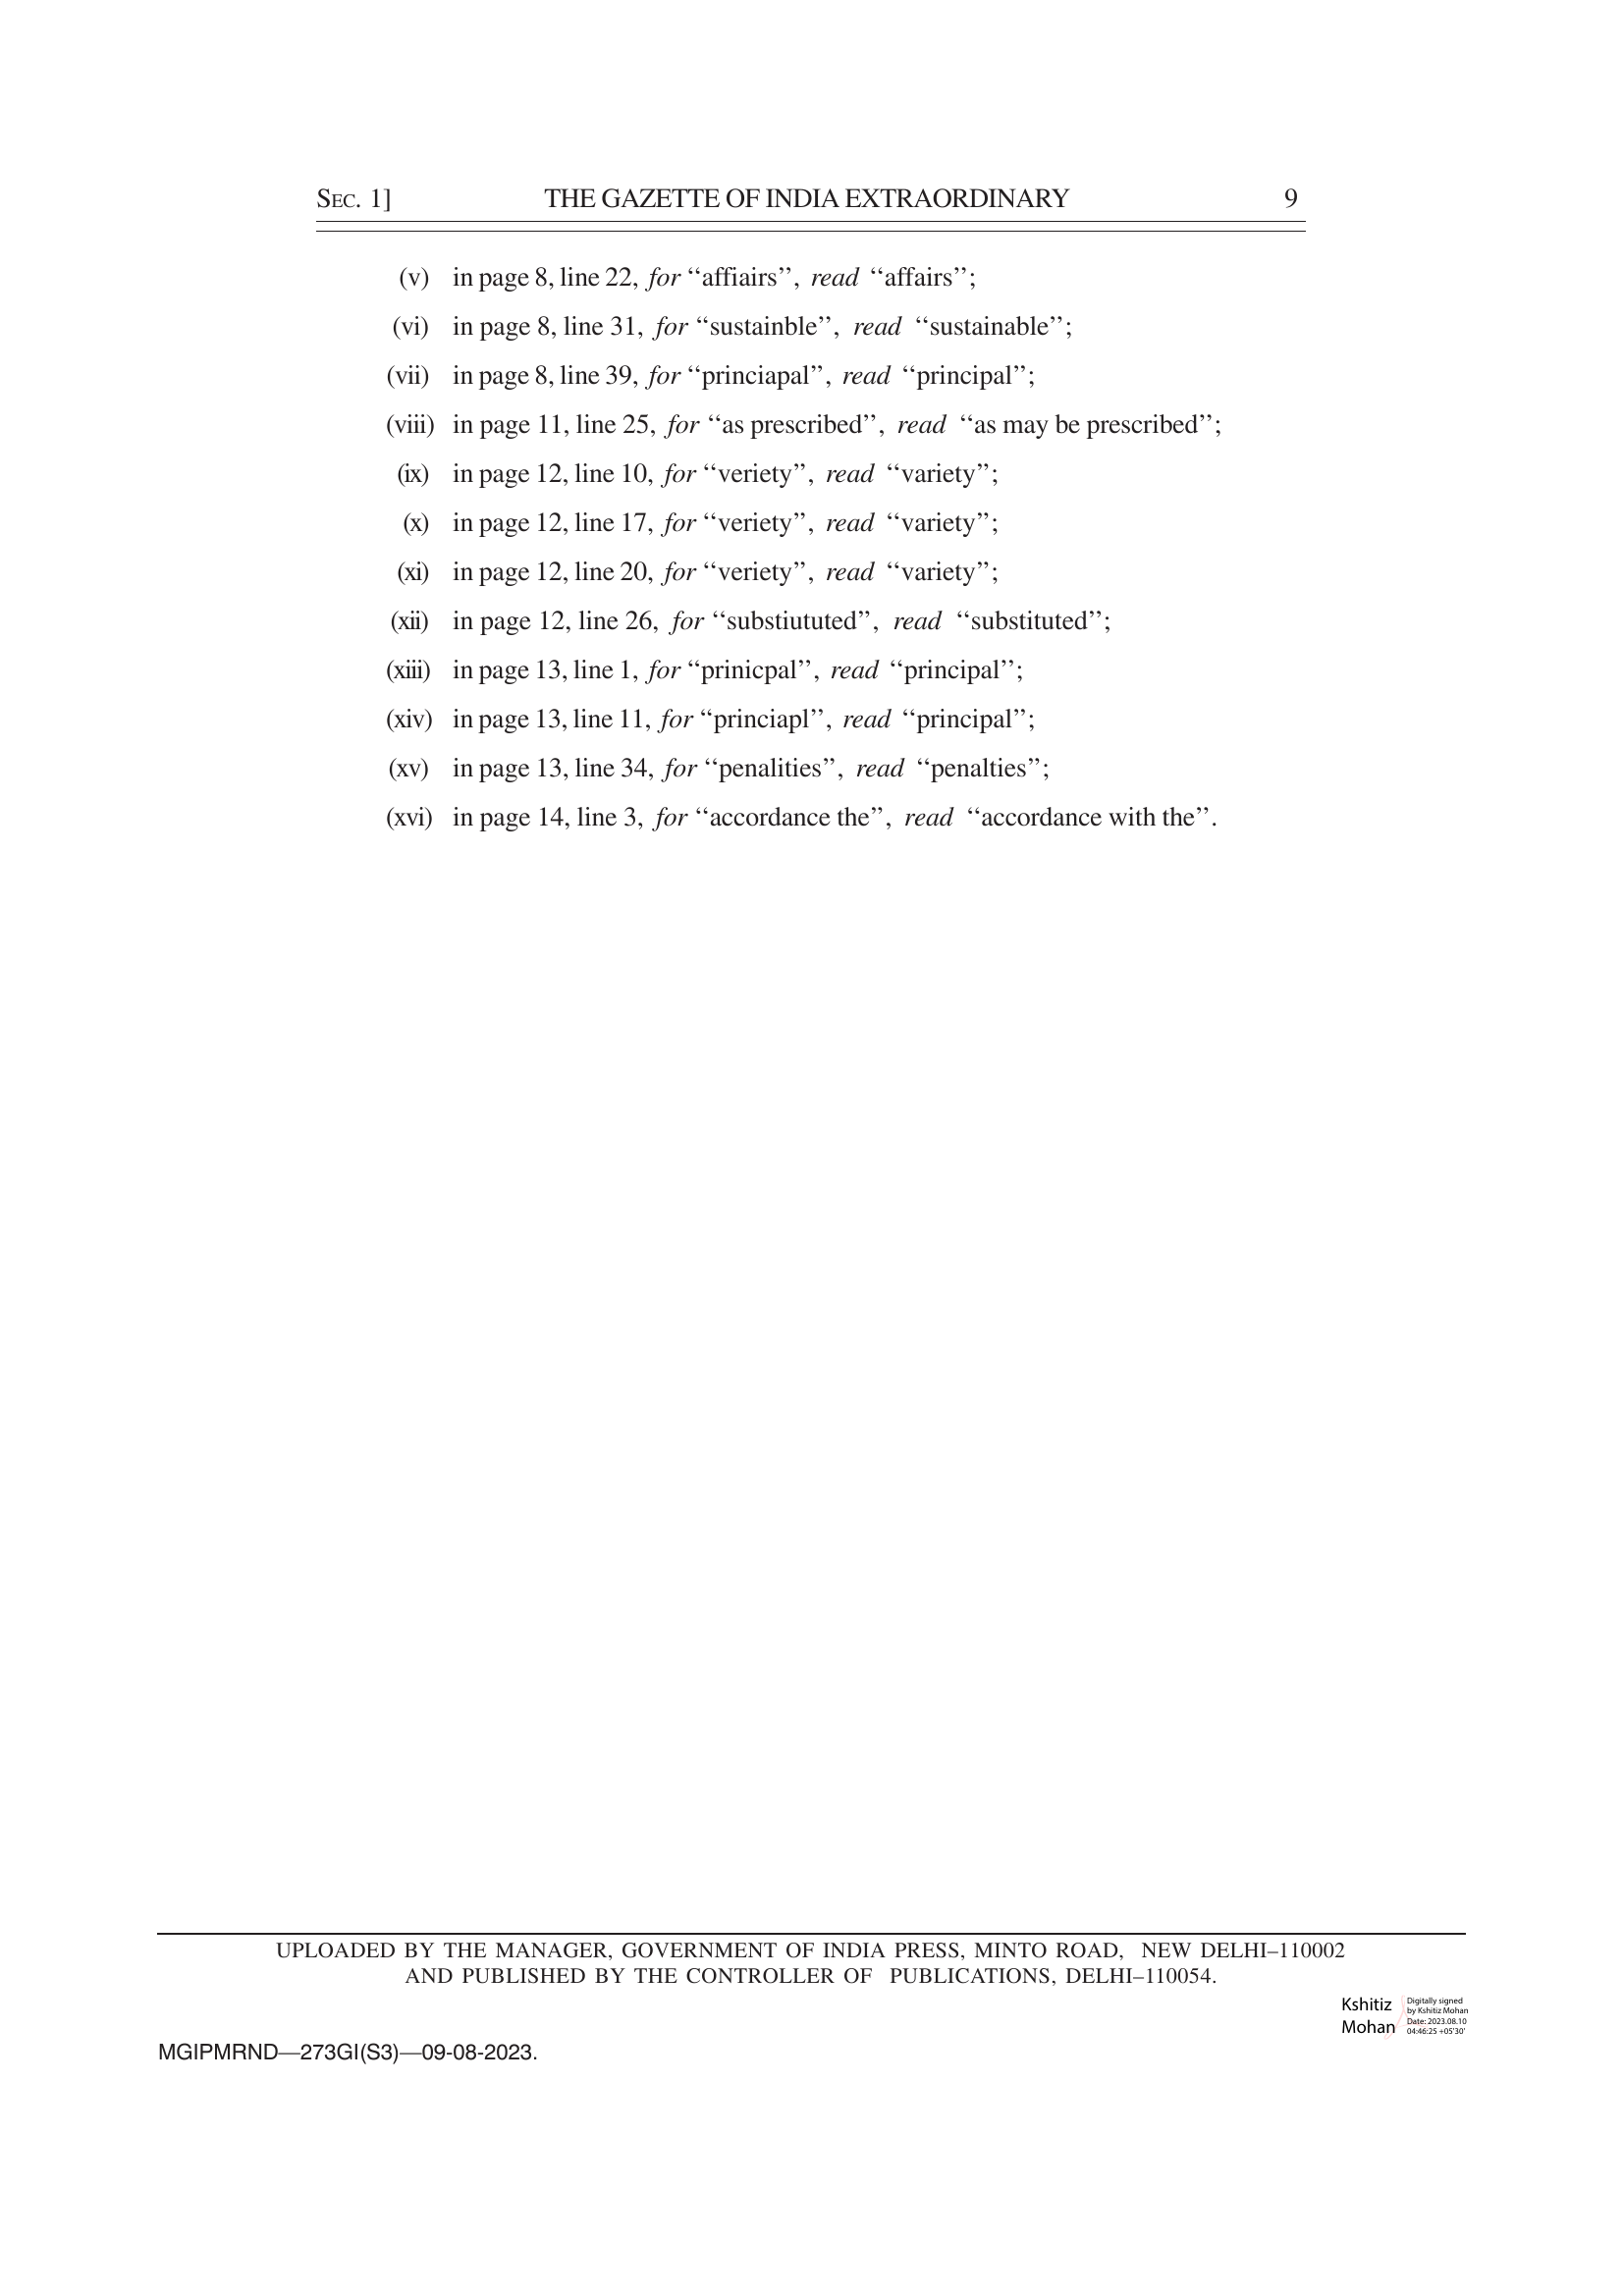 SEC. 1] THE GAZETTE OF INDIA EXTRAORDINARY 9
(v) in page 8, line 22, for ‘‘affiairs’’, read ‘‘affairs’’;
(vi) in page 8, line 31, for ‘‘sustainble’’, read ‘‘sustainable’’;
(vii) in page 8, line 39, for ‘‘princiapal’’, read ‘‘principal’’;
(viii) in page 11, line 25, for ‘‘as prescribed’’, read ‘‘as may be prescribed’’;
(ix) in page 12, line 10, for ‘‘veriety’’, read ‘‘variety’’;
(x) in page 12, line 17, for ‘‘veriety’’, read ‘‘variety’’;
(xi) in page 12, line 20, for ‘‘veriety’’, read ‘‘variety’’;
(xii) in page 12, line 26, for ‘‘substiututed’’, read ‘‘substituted’’;
(xiii) in page 13, line 1, for ‘‘prinicpal’’, read ‘‘principal’’;
(xiv) in page 13, line 11, for ‘‘princiapl’’, read ‘‘principal’’;
(xv) in page 13, line 34, for ‘‘penalities’’, read ‘‘penalties’’;
(xvi) in page 14, line 3, for ‘‘accordance the’’, read ‘‘accordance with the’’.
UPLOADED BY THE MANAGER, GOVERNMENT OF INDIA PRESS, MINTO ROAD, NEW DELHI–110002
AND PUBLISHED BY THE CONTROLLER OF PUBLICATIONS, DELHI–110054.
Kshitiz
Mohan
Digitally signed
by Kshitiz Mohan
Date: 2023.08.10
04:46:25 +05'30'
MGIPMRND—273GI(S3)—09-08-2023.